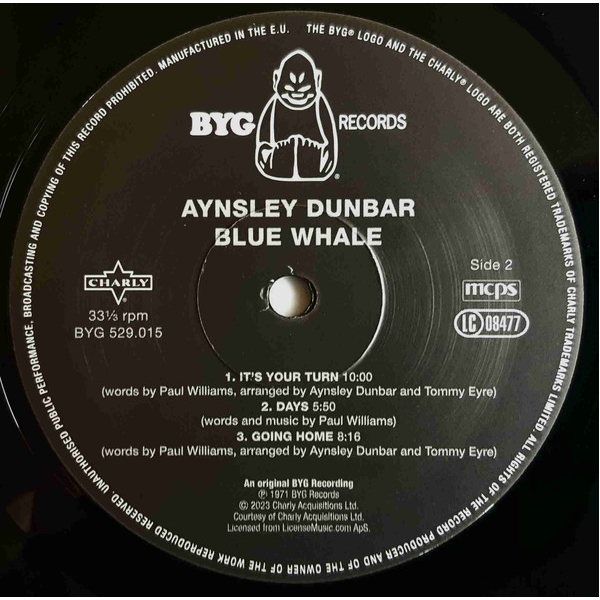 UNAUTHORISED PUBLIC PERFORMANCE, BROADCASTING AND COPYING OF THIS RECORD PROHIBITED. MANUFACTURED IN THE E.U. THE BYG® LOGO AND THE CHARLY® LOGO ARE BOTH REGISTERED TRADEMARKS OF CHARLY TRADEMARKS LIMITED. ALL RIGHTS OF THE RECORD PRODUCER AND OF THE OWNER OF THE WORK REPRODUCED RESERVED.
BYG RECORDS
®
AYNSLEY DUNBAR
BLUE WHALE
CHARLY
33⅓ rpm
BYG 529.015
Side 2
mcps
LC 08477
1. IT'S YOUR TURN 10:00
(words by Paul Williams, arranged by Aynsley Dunbar and Tommy Eyre)
2. DAYS 5:50
(words and music by Paul Williams)
3. GOING HOME 8:16
(words by Paul Williams, arranged by Aynsley Dunbar and Tommy Eyre)
An original BYG Recording
℗ 1971 BYG Records
© 2023 Charly Acquisitions Ltd.
Courtesy of Charly Acquisitions Ltd.
Licensed from LicenseMusic.com ApS.